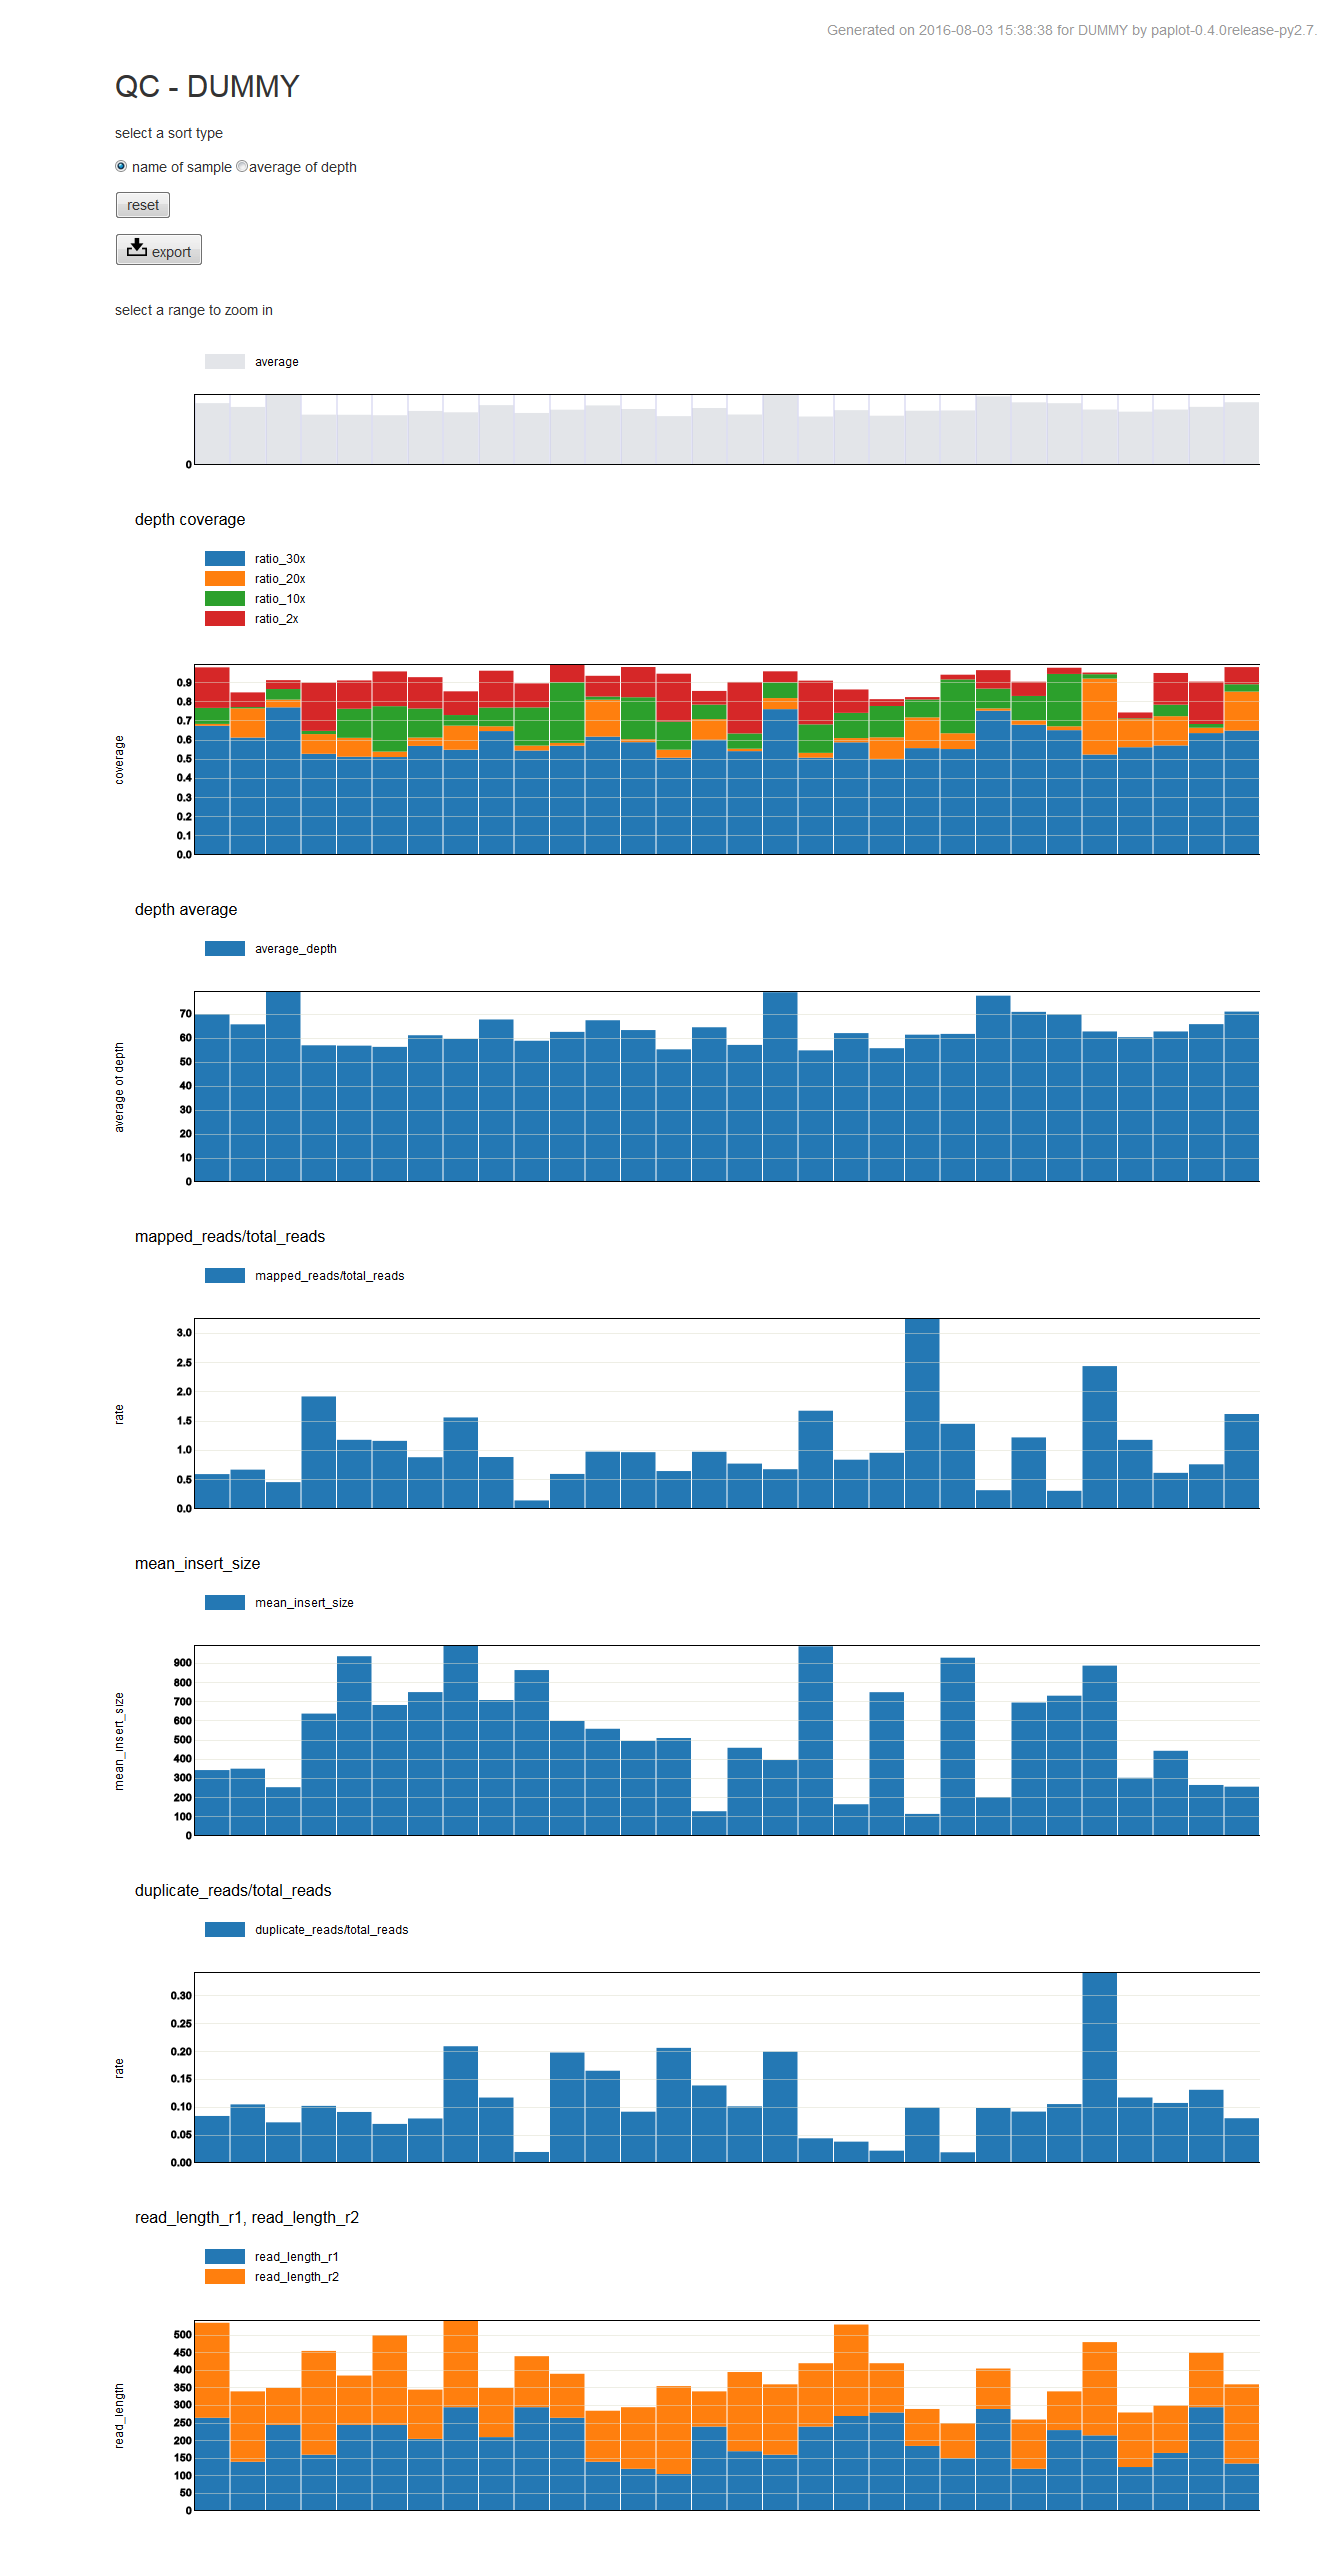 Generated on 2016-08-03 15:38:38 for DUMMY by paplot-0.4.0release-py2.7.
QC - DUMMY
select a sort type
name of sample average of depth
reset
export
select a range to zoom in
average
0
depth coverage
ratio_30x
ratio_20x
ratio_10x
ratio_2x
coverage
0.9
0.8
0.7
0.6
0.5
0.4
0.3
0.2
0.1
0.0
depth average
average_depth
average of depth
70
60
50
40
30
20
10
0
mapped_reads/total_reads
mapped_reads/total_reads
rate
3.0
2.5
2.0
1.5
1.0
0.5
0.0
mean_insert_size
mean_insert_size
mean_insert_size
900
800
700
600
500
400
300
200
100
0
duplicate_reads/total_reads
duplicate_reads/total_reads
rate
0.30
0.25
0.20
0.15
0.10
0.05
0.00
read_length_r1, read_length_r2
read_length_r1
read_length_r2
read_length
500
450
400
350
300
250
200
150
100
50
0